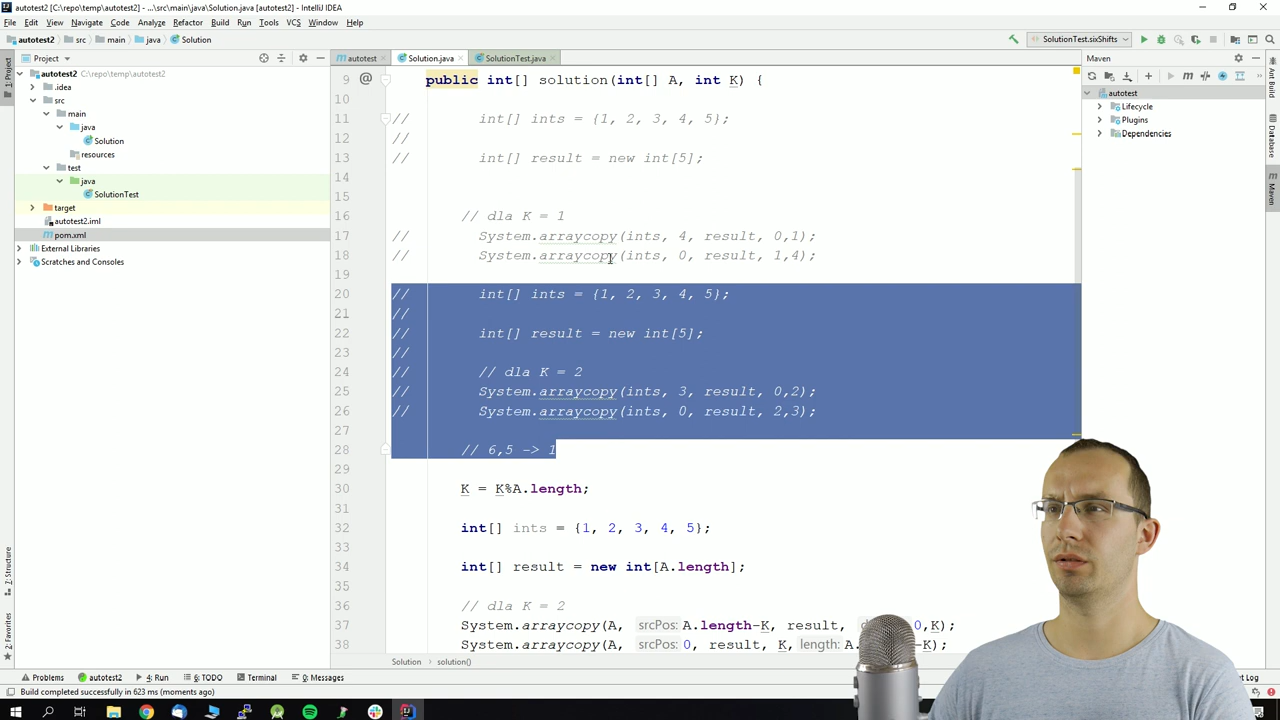 autotest2 [C:\repo\temp\autotest2] - ...\src\main\java\Solution.java [autotest2] - IntelliJ IDEA
File Edit View Navigate Code Analyze Refactor Build Run Tools VCS Window Help
autotest2 src main java Solution
SolutionTest.sixShifts
Project
autotest
Solution.java
SolutionTest.java
Maven
1: Project
autotest2 C:\repo\temp\autotest2
.idea
src
main
java
Solution
resources
test
java
SolutionTest
target
autotest2.iml
pom.xml
External Libraries
Scratches and Consoles
9 @ public int[] solution(int[] A, int K) {
10
11 // int[] ints = {1, 2, 3, 4, 5};
12 //
13 // int[] result = new int[5];
14
15
16 // dla K = 1
17 // System.arraycopy(ints, 4, result, 0,1);
18 // System.arraycopy(ints, 0, result, 1,4);
19
20 // int[] ints = {1, 2, 3, 4, 5};
21 //
22 // int[] result = new int[5];
23 //
24 // // dla K = 2
25 // System.arraycopy(ints, 3, result, 0,2);
26 // System.arraycopy(ints, 0, result, 2,3);
27
28 // 6,5 -> 1
29
30 K = K%A.length;
31
32 int[] ints = {1, 2, 3, 4, 5};
33
34 int[] result = new int[A.length];
35
36 // dla K = 2
37 System.arraycopy(A, srcPos: A.length-K, result, 0,K);
38 System.arraycopy(A, srcPos: 0, result, K, length: A.
-K);
autotest
Lifecycle
Plugins
Dependencies
Ant Build
Database
Maven
Z: Structure
2: Favorites
Solution solution()
Problems autotest2 4: Run 6: TODO Terminal 0: Messages
Build completed successfully in 623 ms (moments ago)